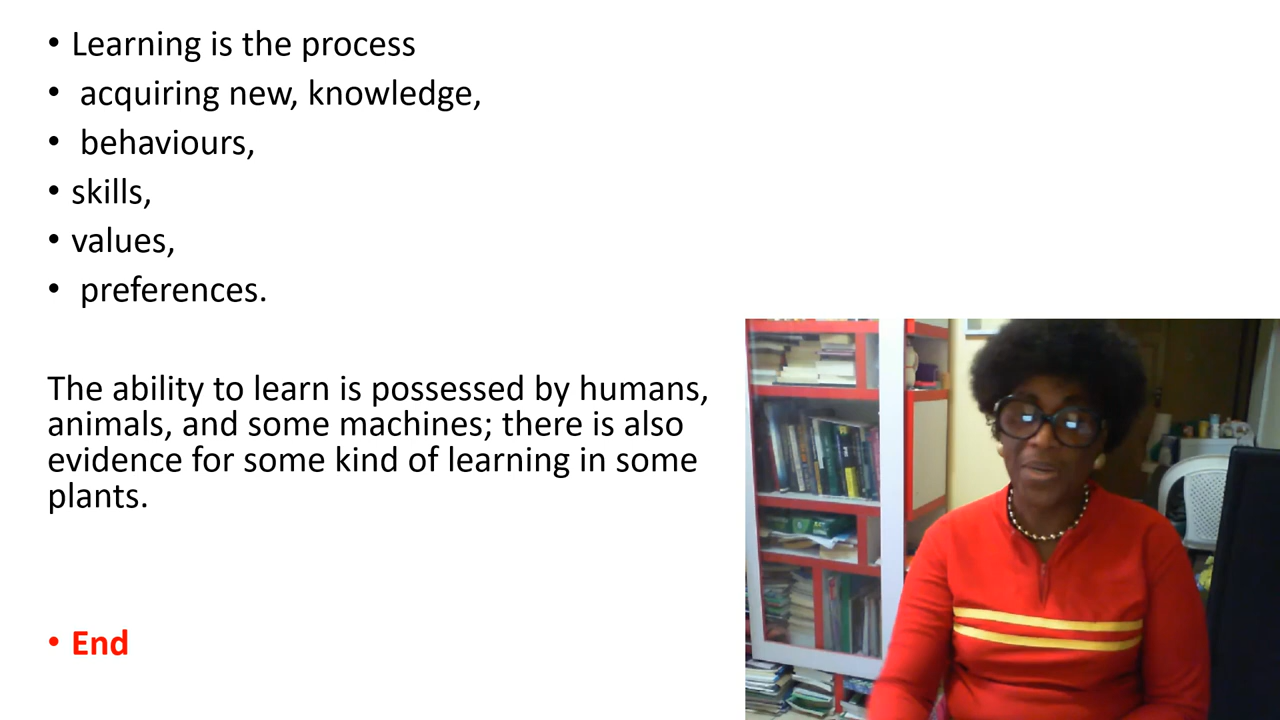 • Learning is the process
• acquiring new, knowledge,
• behaviours,
• skills,
• values,
• preferences.
The ability to learn is possessed by humans,
animals, and some machines; there is also
evidence for some kind of learning in some
plants.
• End